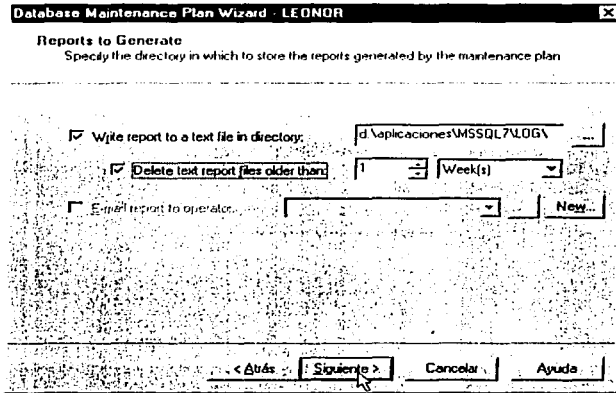 Database Maintenance Plan Wizard - LEONOR
Reports to Generate
Specify the directory in which to store the reports generated by the maintenance plan
Write report to a text file in directory: d:\aplicaciones\MSSQL7\LOG\ ...
Delete text report files older than: 1 Week(s)
E-mail report to operator: ... New...
< Atrás Siguiente > Cancelar Ayuda